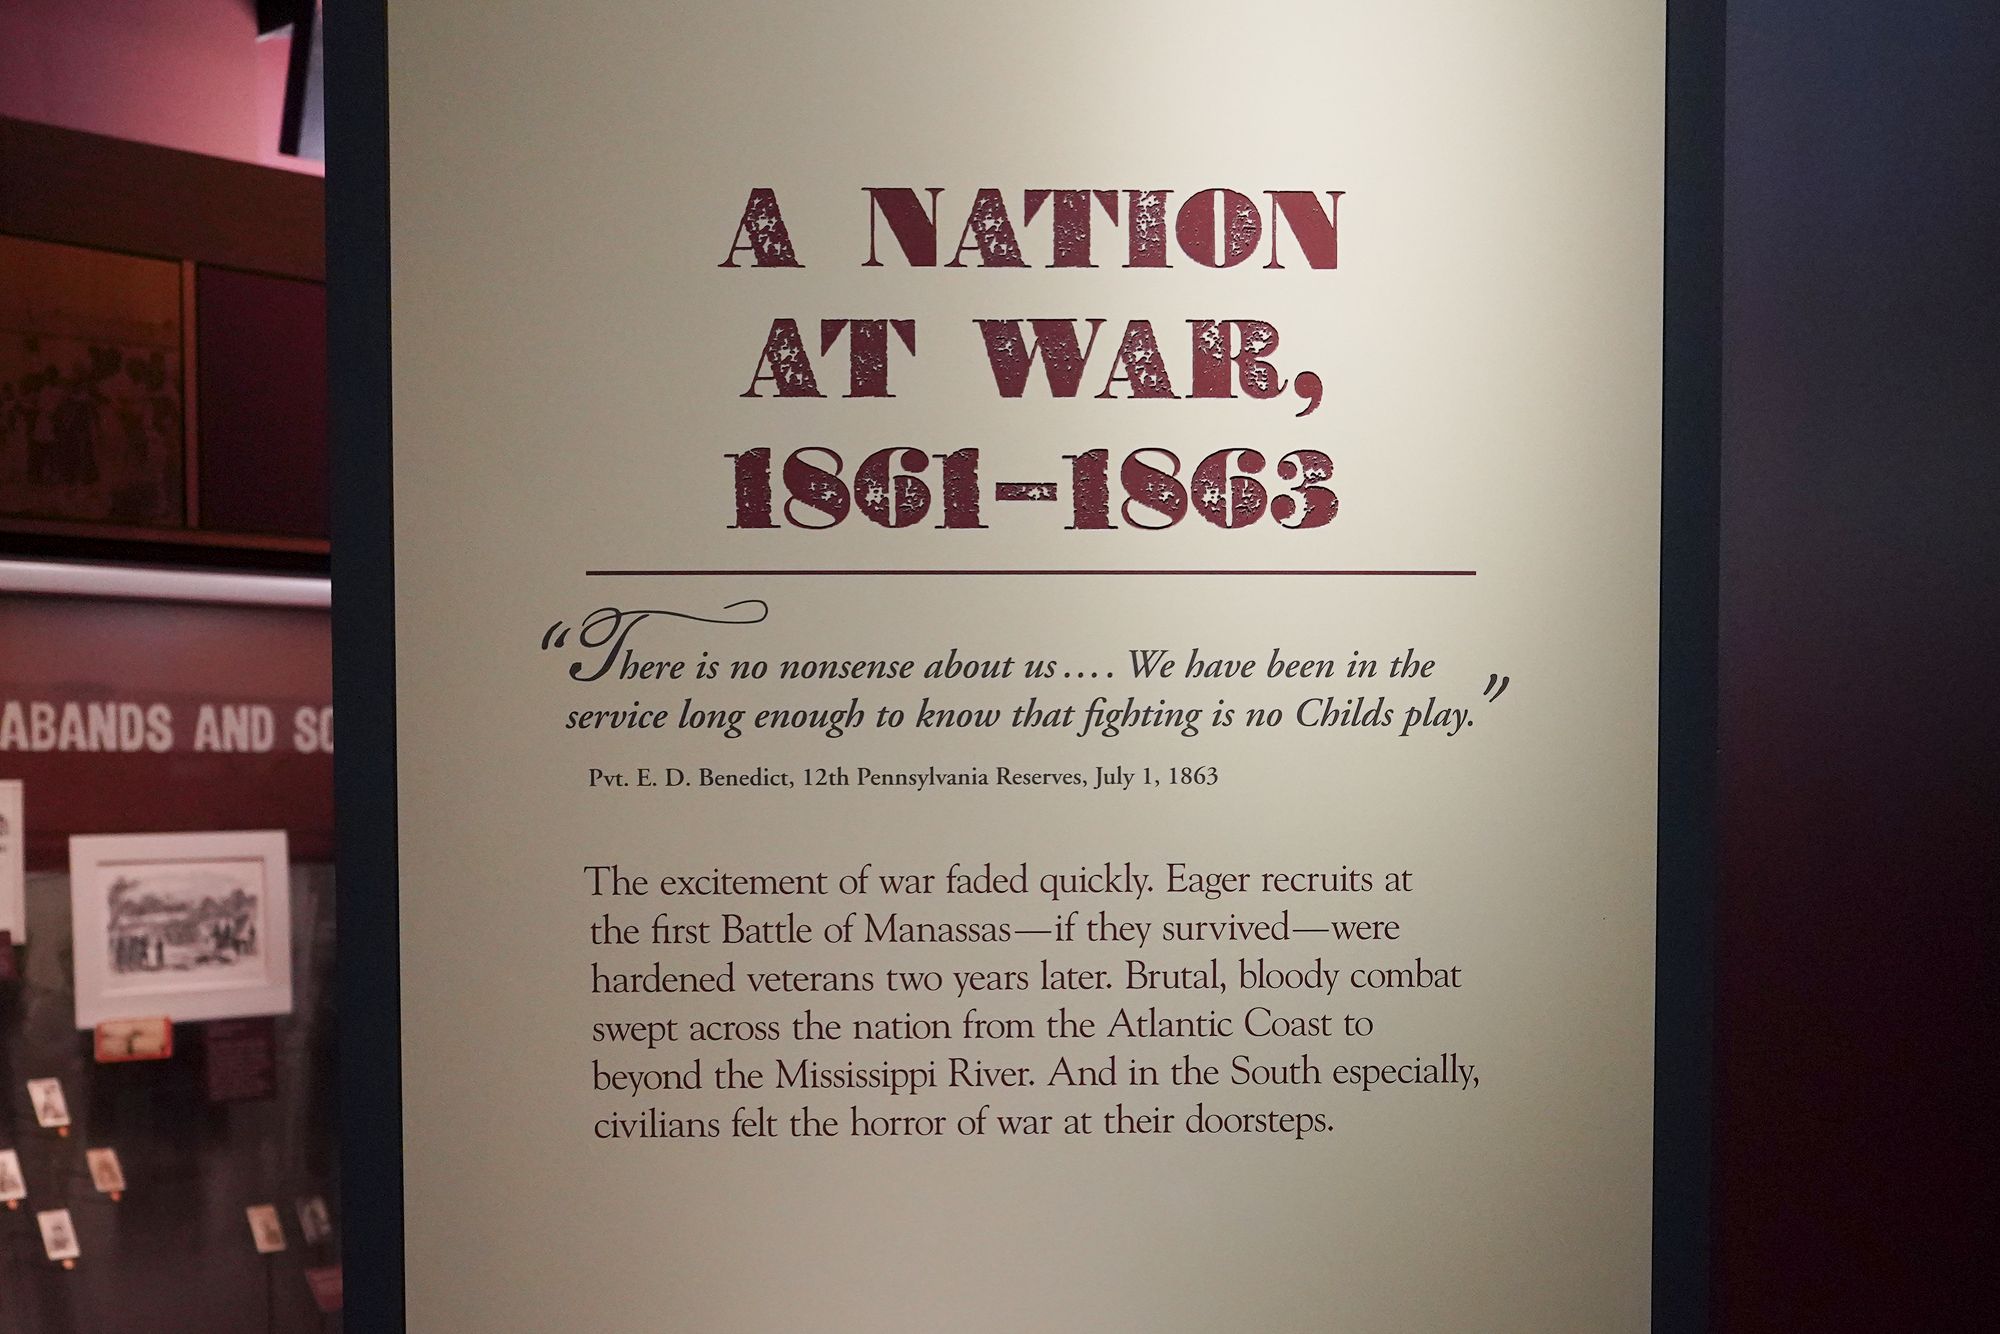 A NATION
AT WAR,
1861–1863
“There is no nonsense about us.... We have been in the
service long enough to know that fighting is no Childs play.”
Pvt. E. D. Benedict, 12th Pennsylvania Reserves, July 1, 1863
The excitement of war faded quickly. Eager recruits at
the first Battle of Manassas—if they survived—were
hardened veterans two years later. Brutal, bloody combat
swept across the nation from the Atlantic Coast to
beyond the Mississippi River. And in the South especially,
civilians felt the horror of war at their doorsteps.
ABANDS AND SO